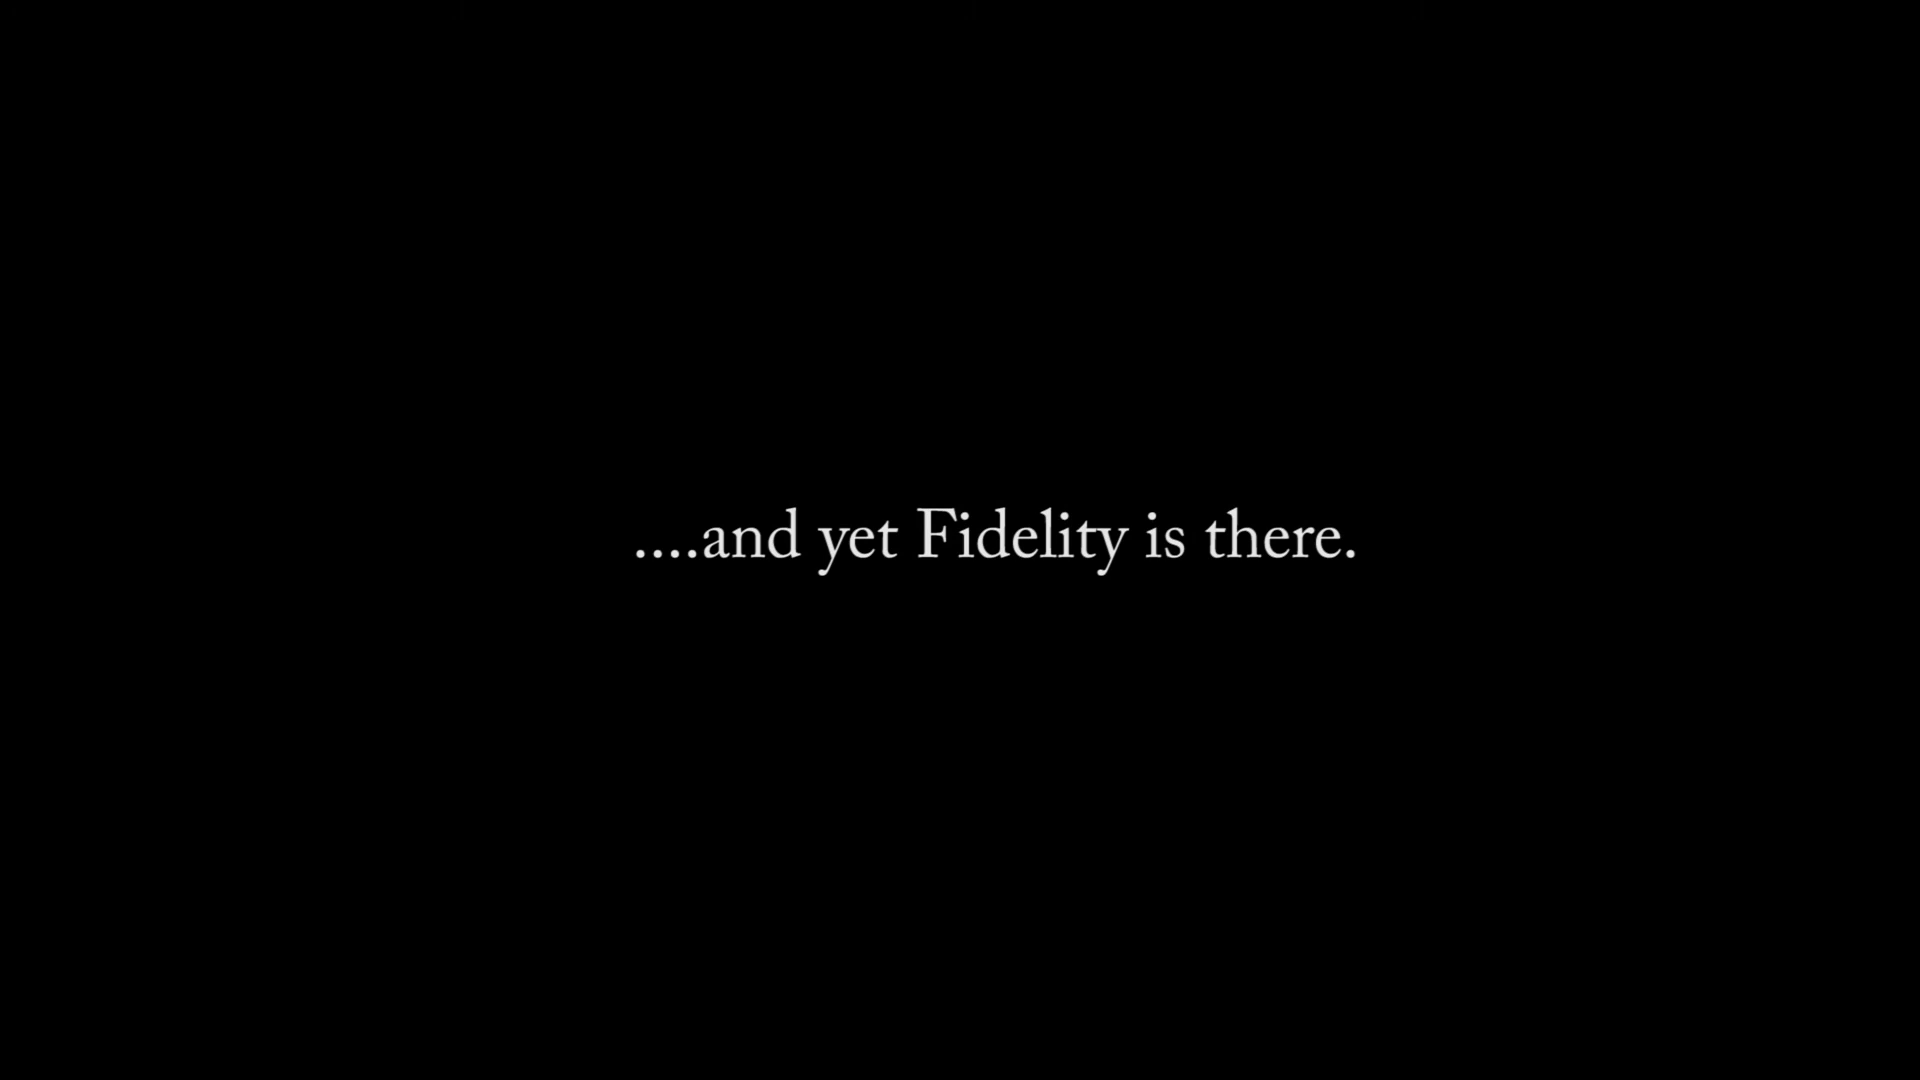 ....and yet Fidelity is there.